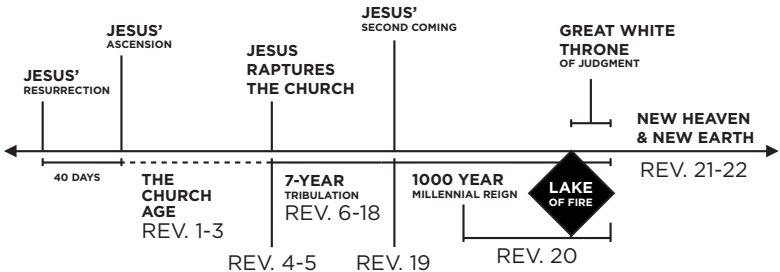 JESUS'
RESURRECTION
JESUS'
ASCENSION
JESUS
RAPTURES
THE CHURCH
JESUS'
SECOND COMING
GREAT WHITE
THRONE
OF JUDGMENT
NEW HEAVEN
& NEW EARTH
REV. 21-22
40 DAYS
THE
CHURCH
AGE
REV. 1-3
REV. 4-5
7-YEAR
TRIBULATION
REV. 6-18
REV. 19
1000 YEAR
MILLENNIAL REIGN
LAKE
OF FIRE
REV. 20